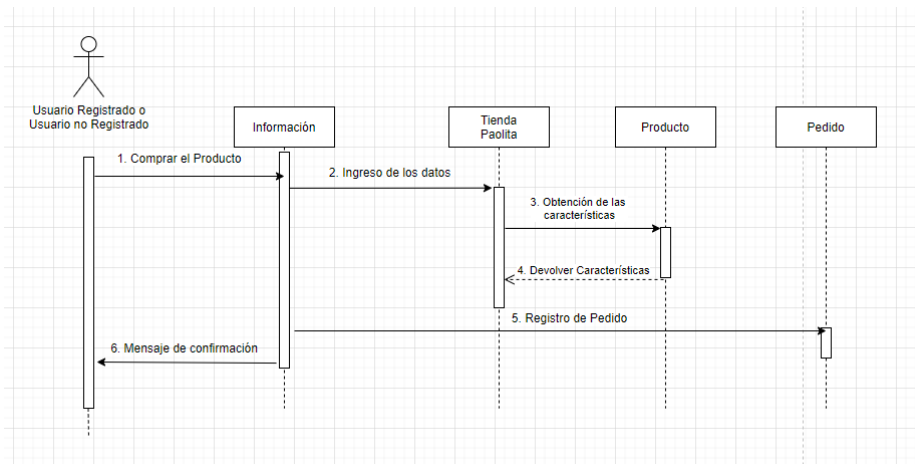 Usuario Registrado o
Usuario no Registrado
Información
Tienda
Paolita
Producto
Pedido
1. Comprar el Producto
2. Ingreso de los datos
3. Obtención de las
características
4. Devolver Características
5. Registro de Pedido
6. Mensaje de confirmación